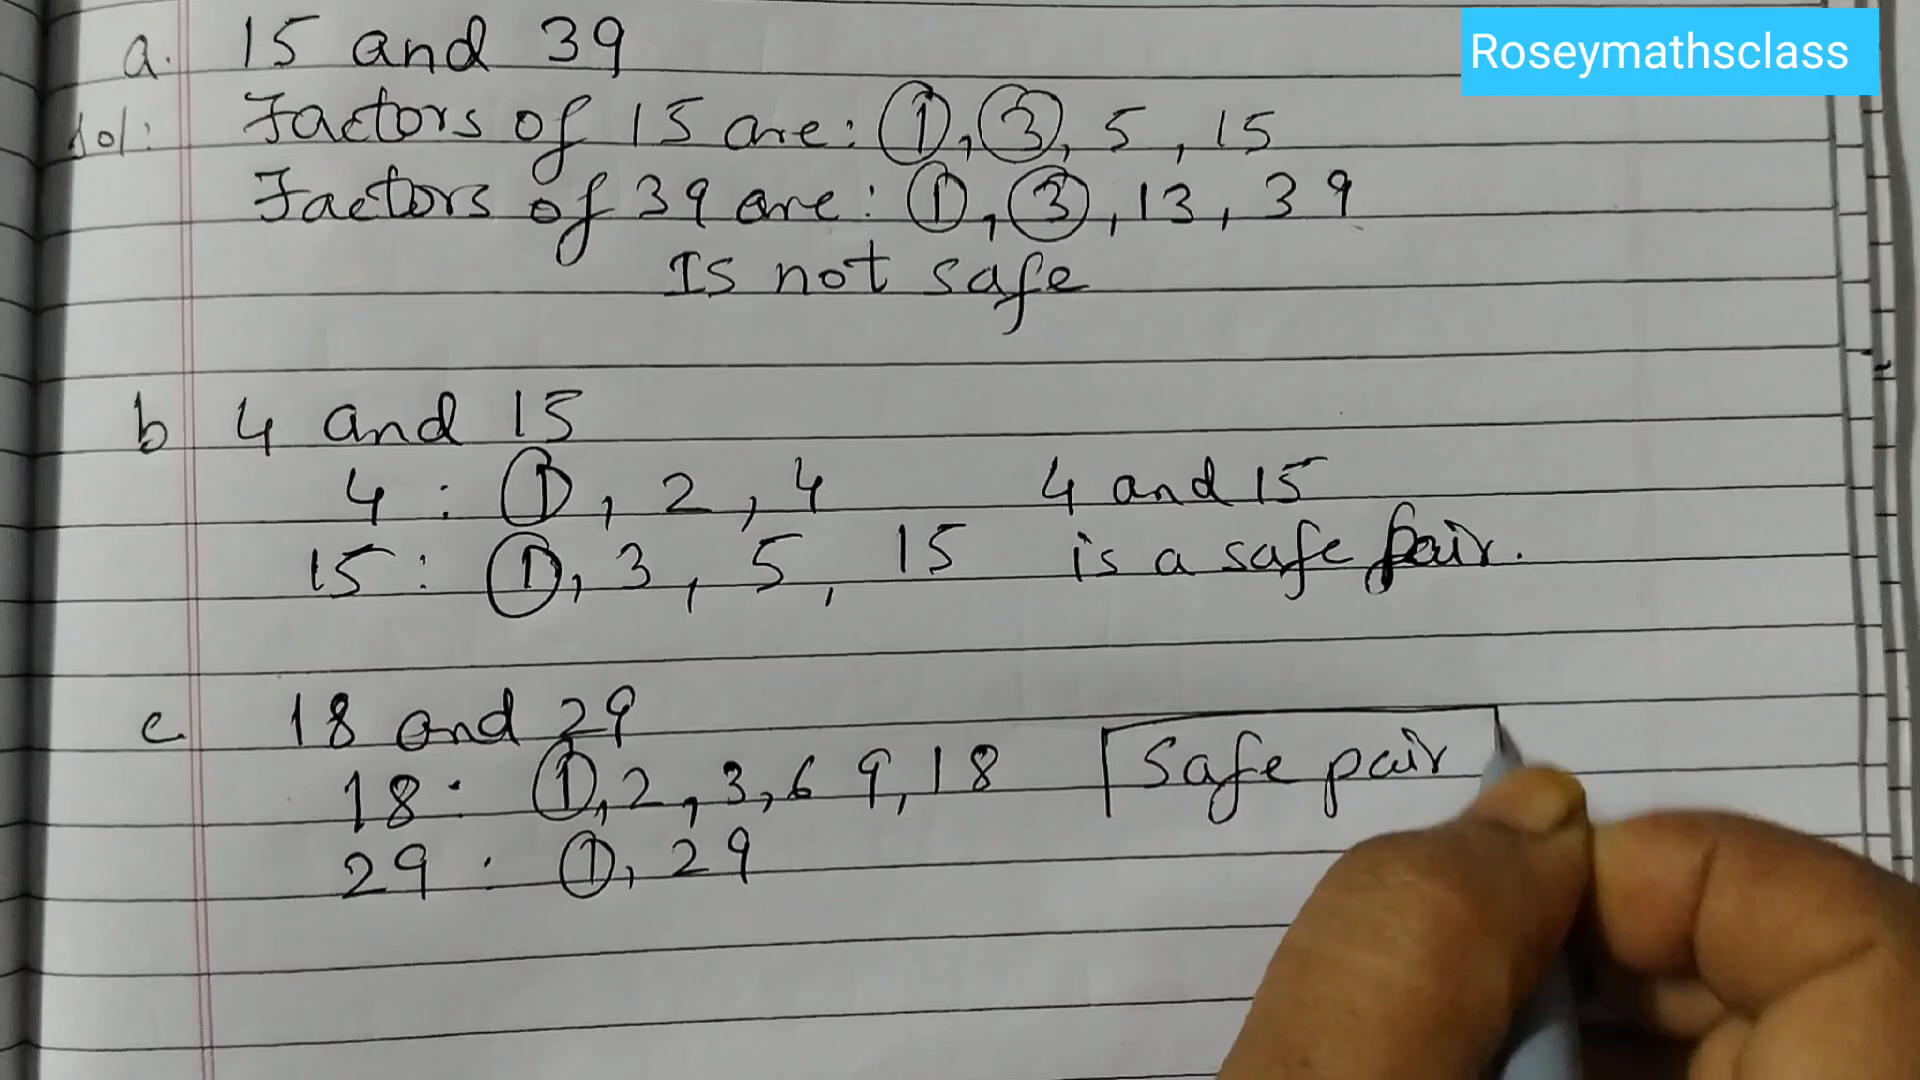 Roseymathsclass
a. 15 and 39
Sol: Factors of 15 are: 1, 3, 5, 15
Factors of 39 are: 1, 3, 13, 39
Is not safe
b 4 and 15
4 : 1, 2, 4 4 and 15
15: 1, 3, 5, 15 is a safe pair.
c 18 and 29
18: 1, 2, 3, 6 9, 18 Safe pair
29 : 1, 29